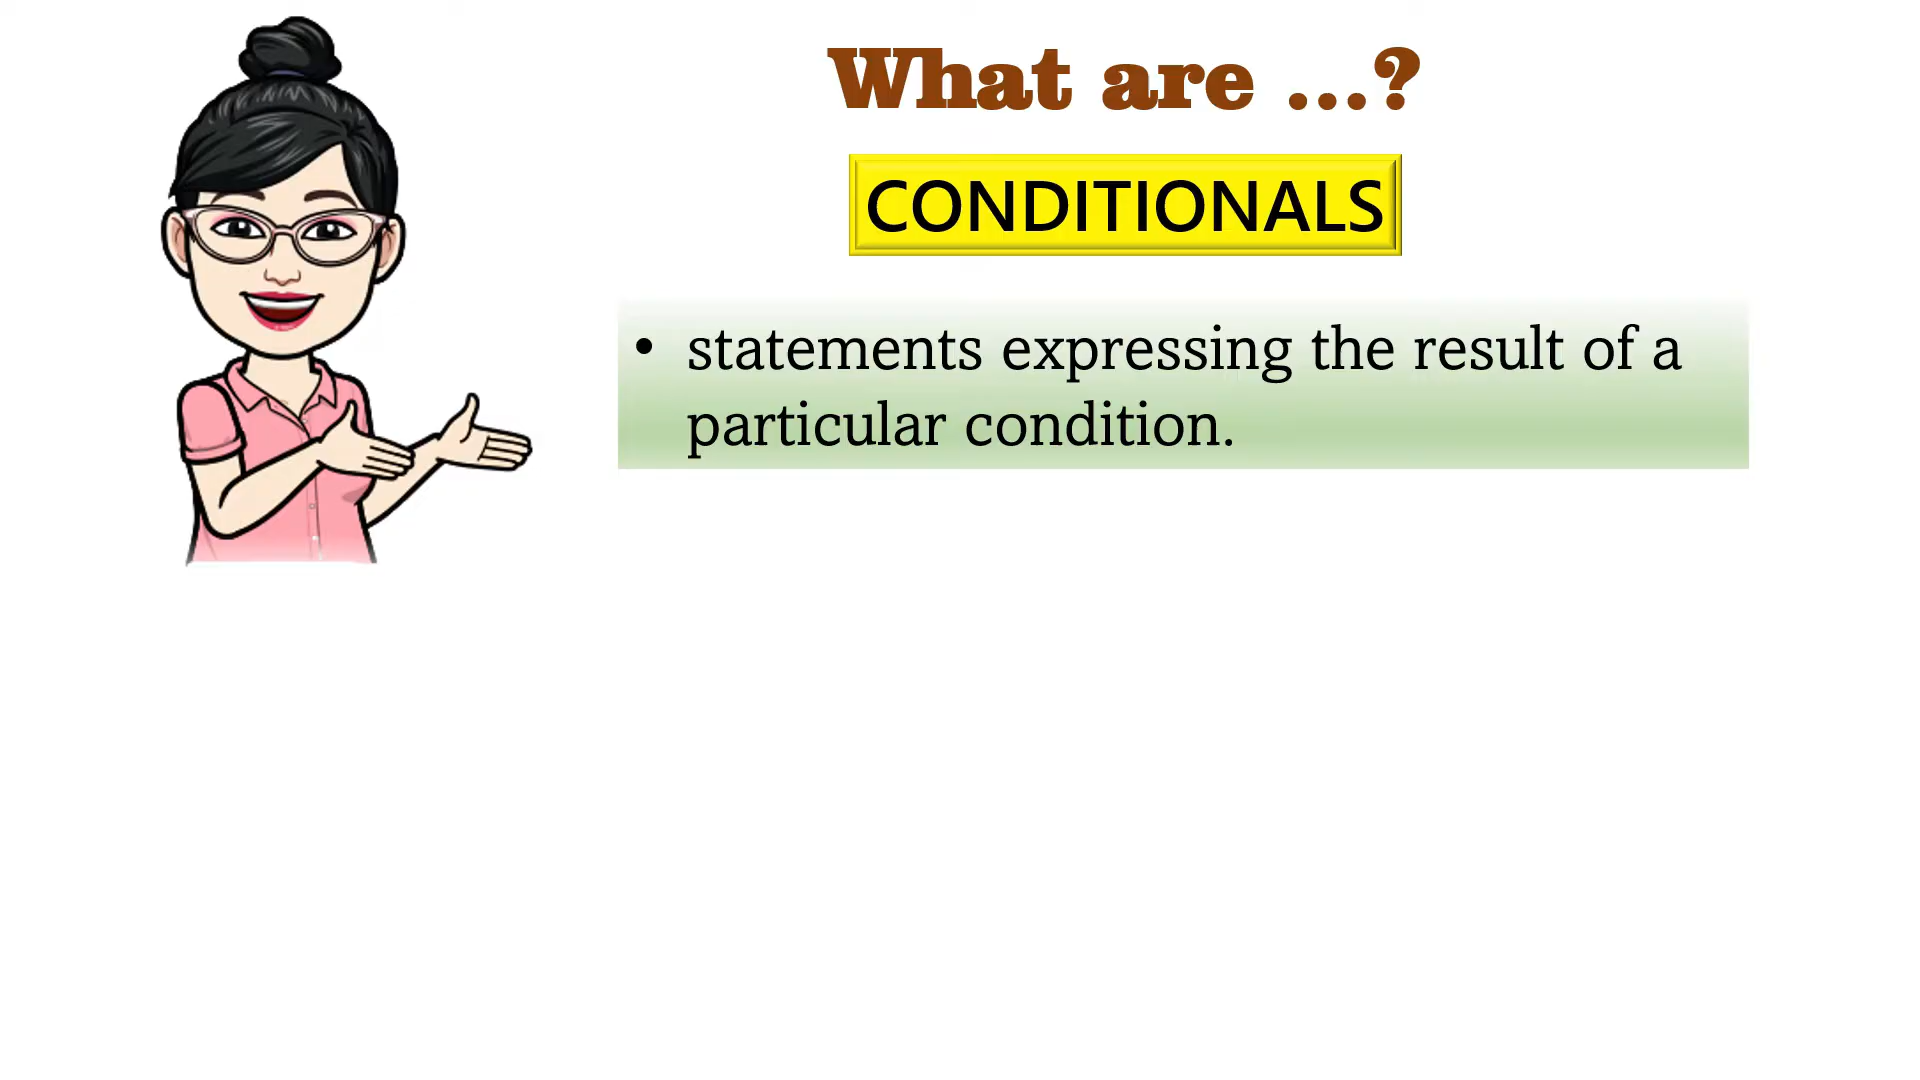 What are ...?
CONDITIONALS
• statements expressing the result of a
particular condition.